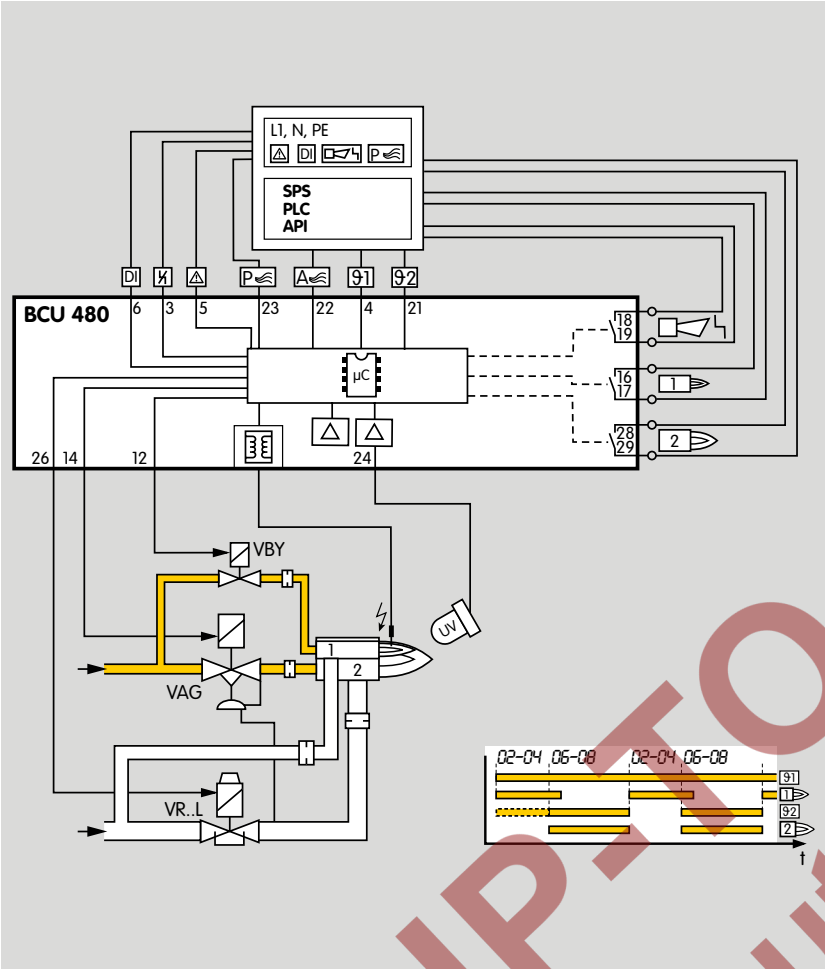 L1, N, PE
DI P
SPS
PLC
API
DI P A ϑ1 ϑ2
6 3 5 23 22 4 21
BCU 480
18
19
µC
16
17
1
28
29
2
26 14 12 24
VBY
UV
1
2
VAG
VR..L
02-04 06-08 02-04 06-08
ϑ1
1
ϑ2
2
t